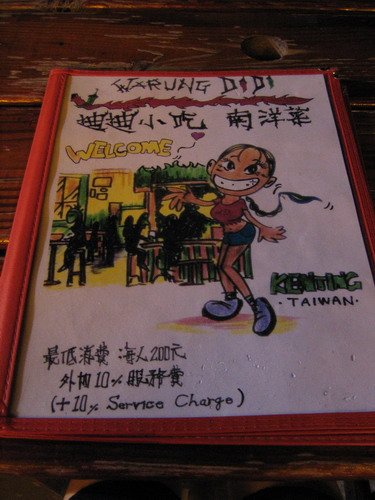 WARUNG DIDI
迪迪小吃 南洋菜
WELCOME
KENTING
·TAIWAN·
最低消費 每人200元
外加10% 服務費
(+10% Service Charge)